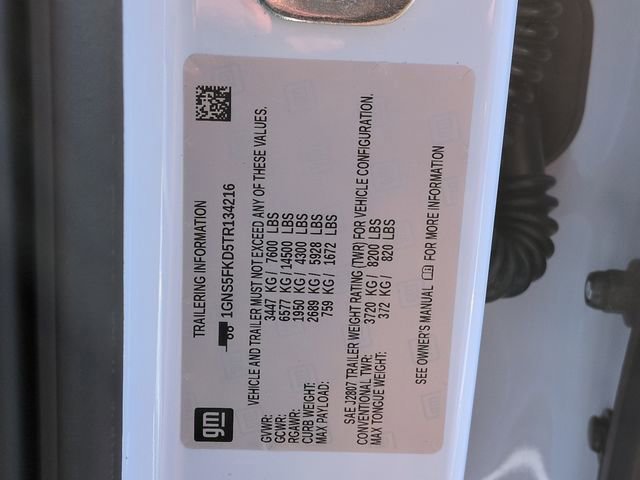 gm
TRAILERING INFORMATION
1GNS5FKD5TR134216
VEHICLE AND TRAILER MUST NOT EXCEED ANY OF THESE VALUES.
GVWR: 3447 KG / 7600 LBS
GCWR: 6577 KG / 14500 LBS
RGAWR: 1950 KG / 4300 LBS
CURB WEIGHT: 2689 KG / 5928 LBS
MAX PAYLOAD: 759 KG / 1672 LBS
SAE J2807 TRAILER WEIGHT RATING (TWR) FOR VEHICLE CONFIGURATION.
CONVENTIONAL TWR: 3720 KG / 8200 LBS
MAX TONGUE WEIGHT: 372 KG / 820 LBS
SEE OWNER'S MANUAL FOR MORE INFORMATION